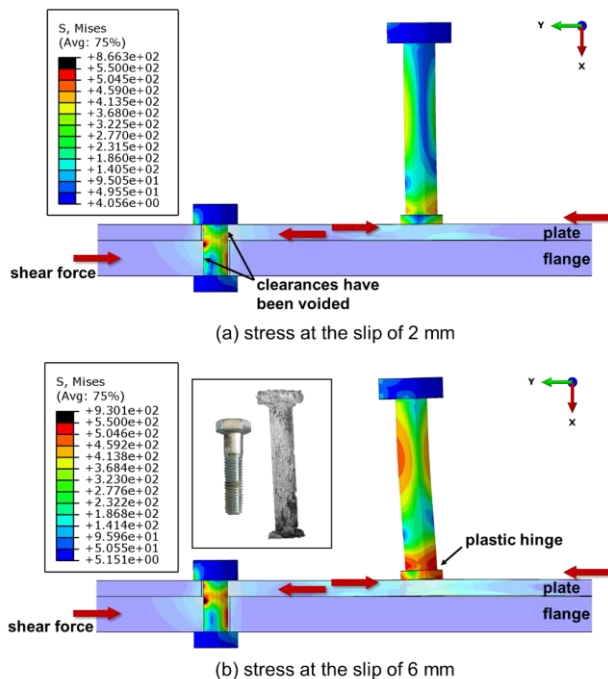 S, Mises
(Avg: 75%)
+8.663e+02
+5.500e+02
+5.045e+02
+4.590e+02
+4.135e+02
+3.680e+02
+3.225e+02
+2.770e+02
+2.315e+02
+1.860e+02
+1.405e+02
+9.505e+01
+4.955e+01
+4.056e+00
Y
X
plate
flange
shear force
clearances have
been voided
(a) stress at the slip of 2 mm
S, Mises
(Avg: 75%)
+9.301e+02
+5.500e+02
+5.046e+02
+4.592e+02
+4.138e+02
+3.684e+02
+3.230e+02
+2.776e+02
+2.322e+02
+1.868e+02
+1.414e+02
+9.596e+01
+5.055e+01
+5.151e+00
Y
X
plastic hinge
plate
flange
shear force
(b) stress at the slip of 6 mm